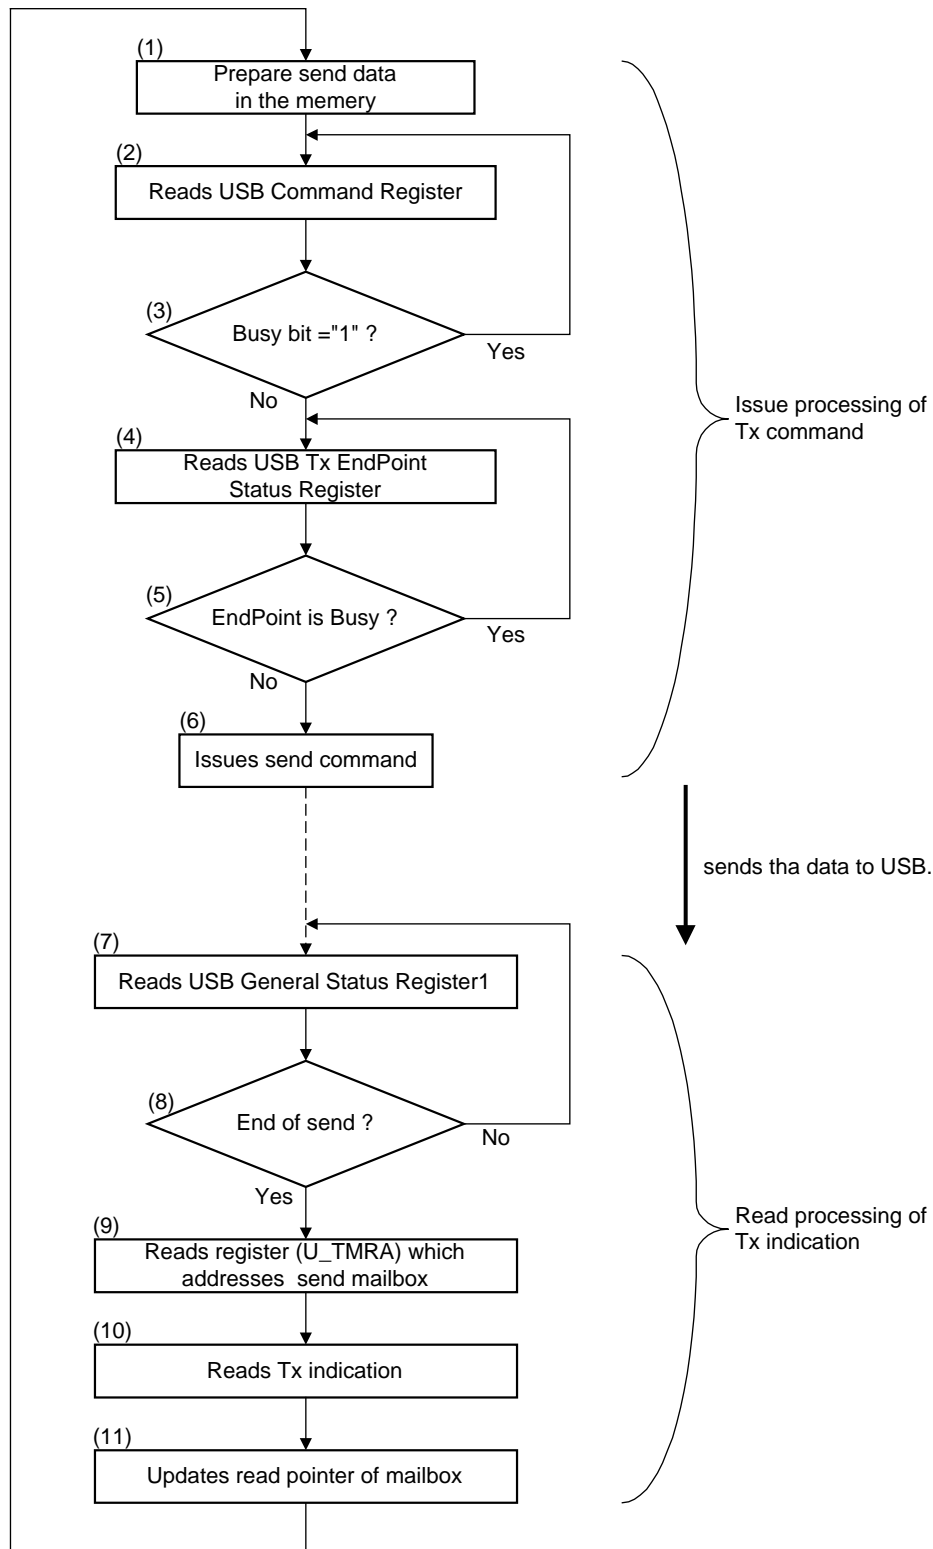 (1)
Prepare send data
in the memery
(2)
Reads USB Command Register
(3)
Busy bit ="1" ?
Yes
No
(4)
Reads USB Tx EndPoint
Status Register
(5)
EndPoint is Busy ?
Yes
No
(6)
Issues send command
Issue processing of
Tx command
sends tha data to USB.
(7)
Reads USB General Status Register1
(8)
End of send ?
No
Yes
(9)
Reads register (U_TMRA) which
addresses send mailbox
(10)
Reads Tx indication
(11)
Updates read pointer of mailbox
Read processing of
Tx indication